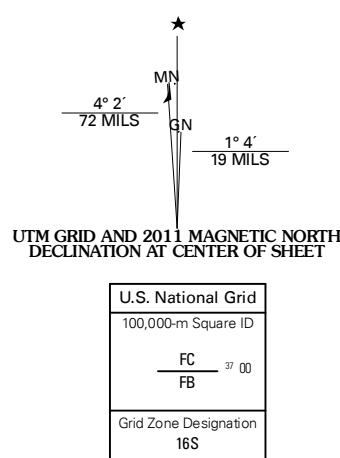 ★
MN
4° 2´
72 MILS
GN
1° 4´
19 MILS
UTM GRID AND 2011 MAGNETIC NORTH
DECLINATION AT CENTER OF SHEET
U.S. National Grid
100,000-m Square ID
FC
37 00
FB
Grid Zone Designation
16S